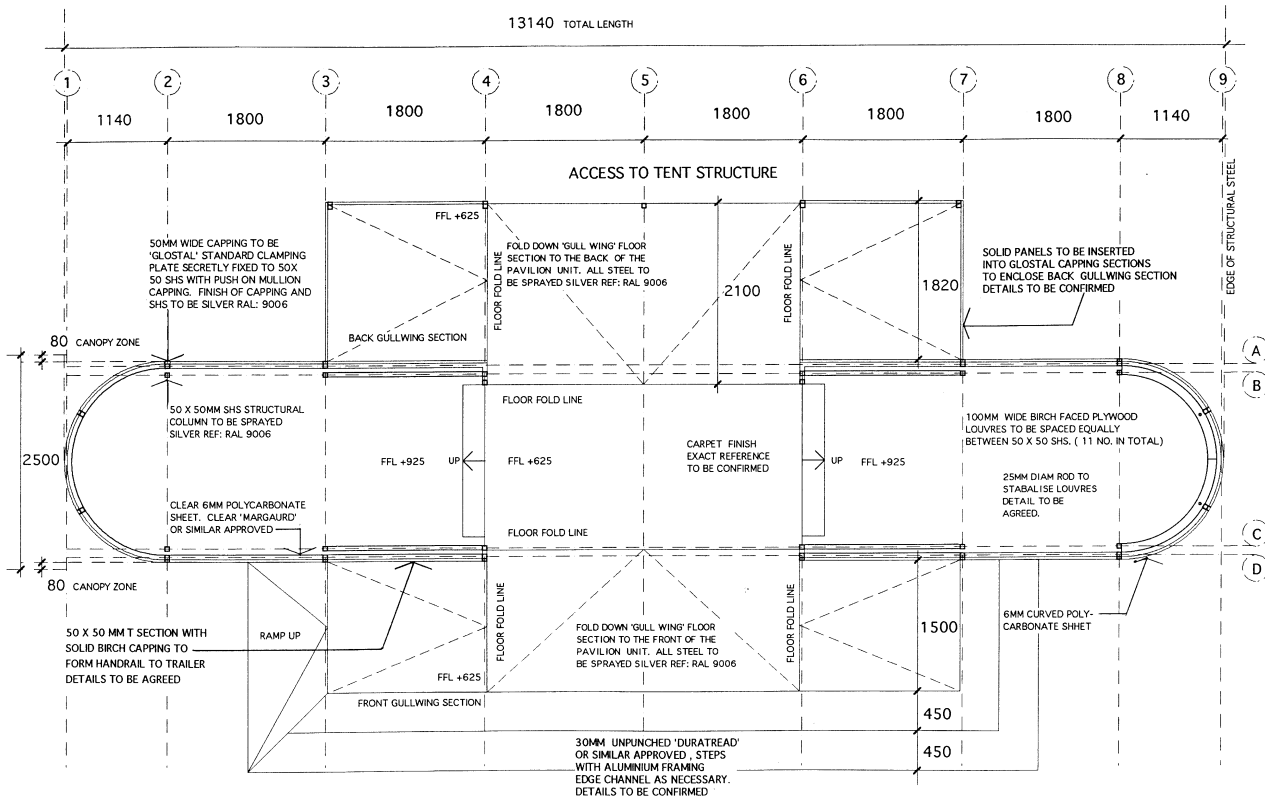 13140 TOTAL LENGTH
1 2 3 4 5 6 7 8 9
1140 1800 1800 1800 1800 1800 1800 1140
ACCESS TO TENT STRUCTURE
EDGE OF STRUCTURAL STEEL
FFL +625
50MM WIDE CAPPING TO BE
'GLOSTAL' STANDARD CLAMPING
PLATE SECRETLY FIXED TO 50X
50 SHS WITH PUSH ON MULLION
CAPPING. FINISH OF CAPPING AND
SHS TO BE SILVER RAL: 9006
FLOOR FOLD LINE
FOLD DOWN 'GULL WING' FLOOR
SECTION TO THE BACK OF THE
PAVILION UNIT. ALL STEEL TO
BE SPRAYED SILVER REF: RAL 9006
2100
FLOOR FOLD LINE
1820
SOLID PANELS TO BE INSERTED
INTO GLOSTAL CAPPING SECTIONS
TO ENCLOSE BACK GULLWING SECTION
DETAILS TO BE CONFIRMED
80 CANOPY ZONE
BACK GULLWING SECTION
A
B
FLOOR FOLD LINE
50 X 50MM SHS STRUCTURAL
COLUMN TO BE SPRAYED
SILVER REF: RAL 9006
100MM WIDE BIRCH FACED PLYWOOD
LOUVRES TO BE SPACED EQUALLY
BETWEEN 50 X 50 SHS. ( 11 NO. IN TOTAL)
2500
FFL +925
UP
FFL +625
CARPET FINISH
EXACT REFERENCE
TO BE CONFIRMED
UP
FFL +925
25MM DIAM ROD TO
STABALISE LOUVRES
DETAIL TO BE
AGREED.
CLEAR 6MM POLYCARBONATE
SHEET. CLEAR 'MARGAURD'
OR SIMILAR APPROVED
FLOOR FOLD LINE
C
D
80 CANOPY ZONE
50 X 50 MM T SECTION WITH
SOLID BIRCH CAPPING TO
FORM HANDRAIL TO TRAILER
DETAILS TO BE AGREED
RAMP UP
FLOOR FOLD LINE
FOLD DOWN 'GULL WING' FLOOR
SECTION TO THE FRONT OF THE
PAVILION UNIT. ALL STEEL TO
BE SPRAYED SILVER REF: RAL 9006
FLOOR FOLD LINE
1500
6MM CURVED POLY-
CARBONATE SHHET
FFL +625
FRONT GULLWING SECTION
450
450
30MM UNPUNCHED 'DURATREAD'
OR SIMILAR APPROVED , STEPS
WITH ALUMINIUM FRAMING
EDGE CHANNEL AS NECESSARY.
DETAILS TO BE CONFIRMED